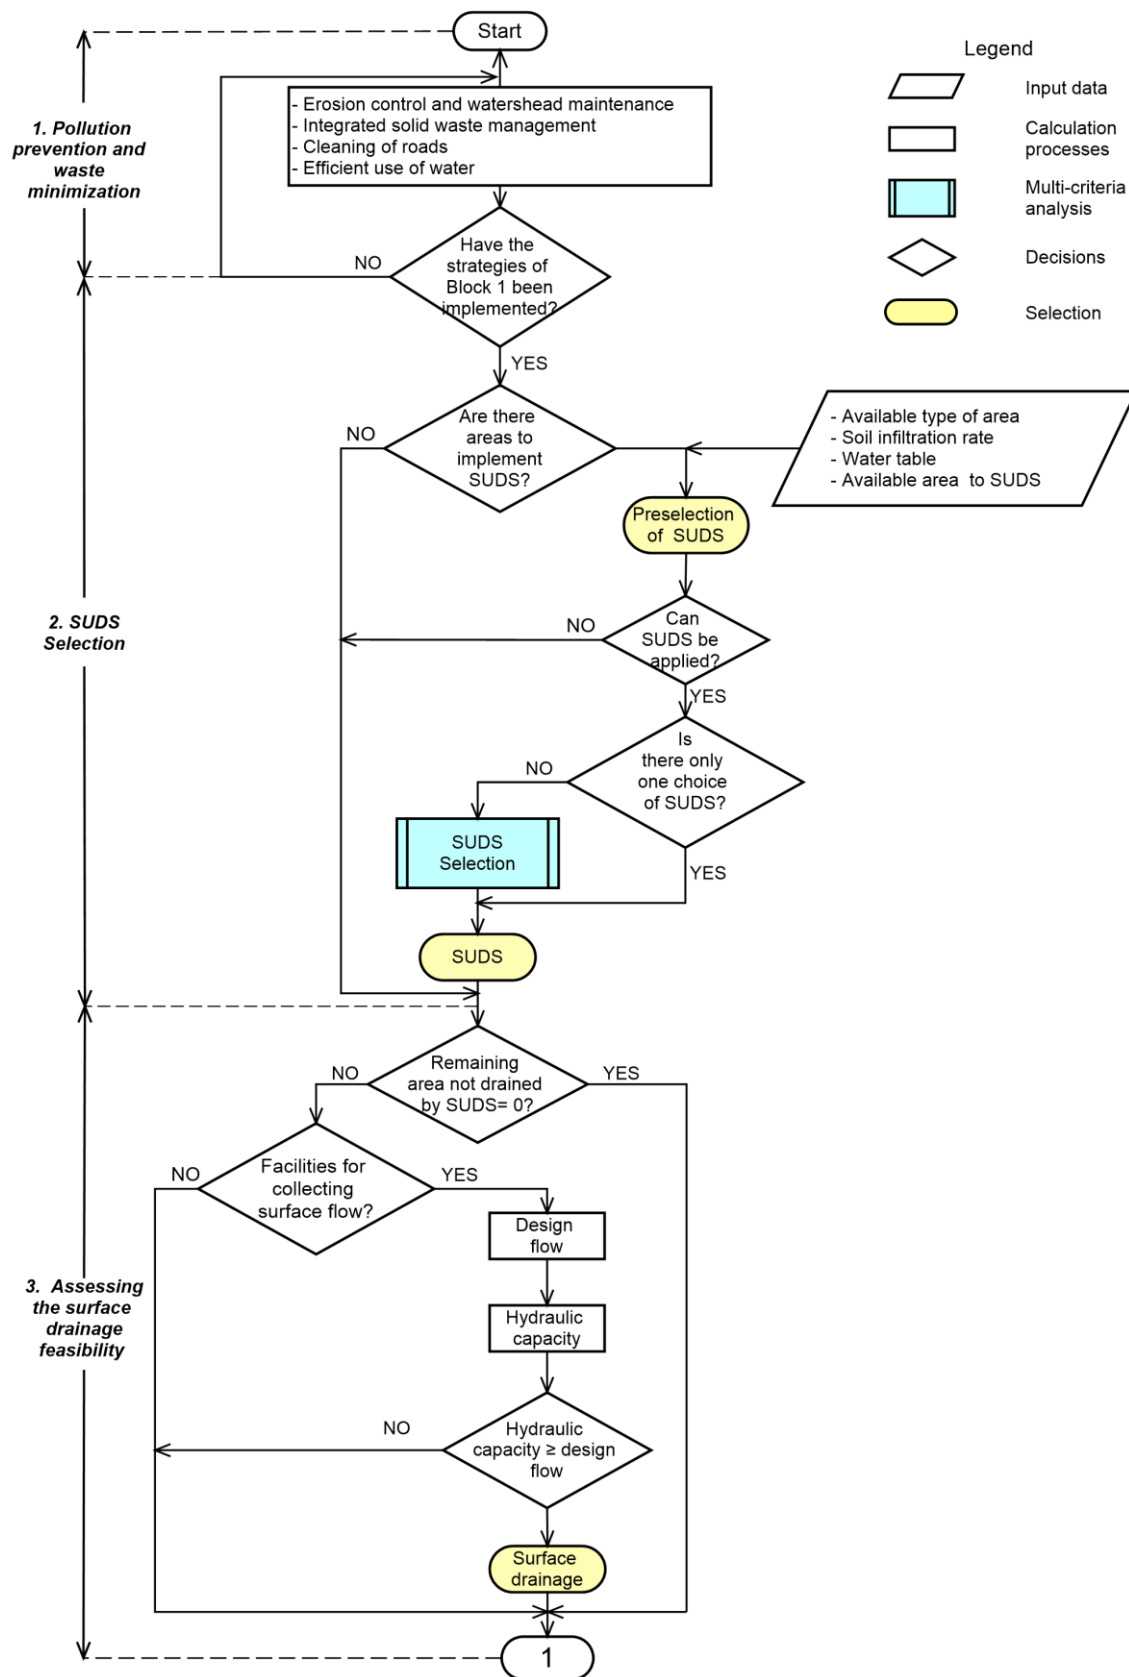 Start
Legend
Input data
Calculation
processes
Multi-criteria
analysis
Decisions
Selection
1. Pollution
prevention and
waste
minimization
- Erosion control and watershead maintenance
- Integrated solid waste management
- Cleaning of roads
- Efficient use of water
Have the
strategies of
Block 1 been
implemented?
NO
YES
Are there
areas to
implement
SUDS?
NO
- Available type of area
- Soil infiltration rate
- Water table
- Available area to SUDS
Preselection
of SUDS
2. SUDS
Selection
Can
SUDS be
applied?
NO
YES
Is
there only
one choice
of SUDS?
NO
YES
SUDS
Selection
SUDS
Remaining
area not drained
by SUDS= 0?
NO
YES
Facilities for
collecting
surface flow?
NO
YES
Design
flow
3. Assessing
the surface
drainage
feasibility
Hydraulic
capacity
Hydraulic
capacity ≥ design
flow
NO
Surface
drainage
1